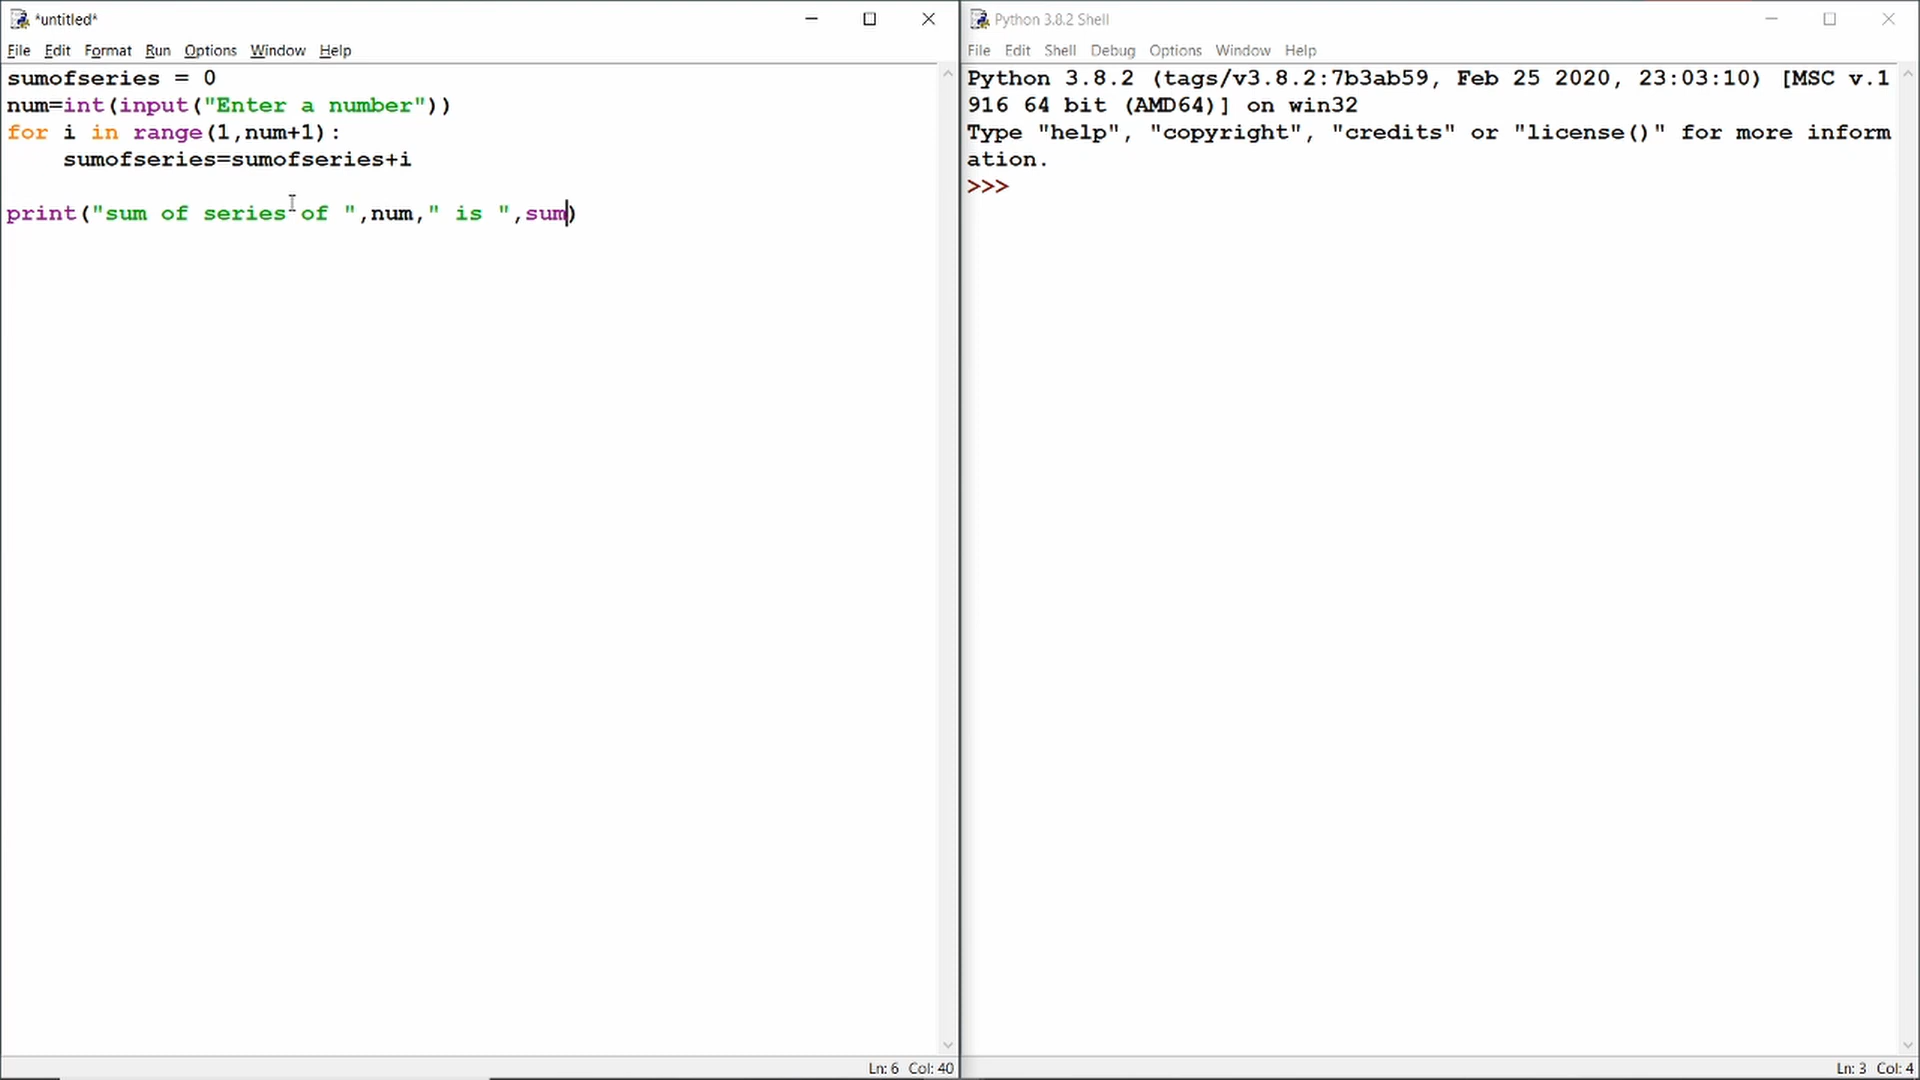 *untitled*
File Edit Format Run Options Window Help
sumofseries = 0
num=int(input("Enter a number"))
for i in range(1,num+1):
    sumofseries=sumofseries+i
print("sum of series of ",num," is ",sum)
Ln: 6 Col: 40
Python 3.8.2 Shell
File Edit Shell Debug Options Window Help
Python 3.8.2 (tags/v3.8.2:7b3ab59, Feb 25 2020, 23:03:10) [MSC v.1
916 64 bit (AMD64)] on win32
Type "help", "copyright", "credits" or "license()" for more inform
ation.
>>>
Ln: 3 Col: 4